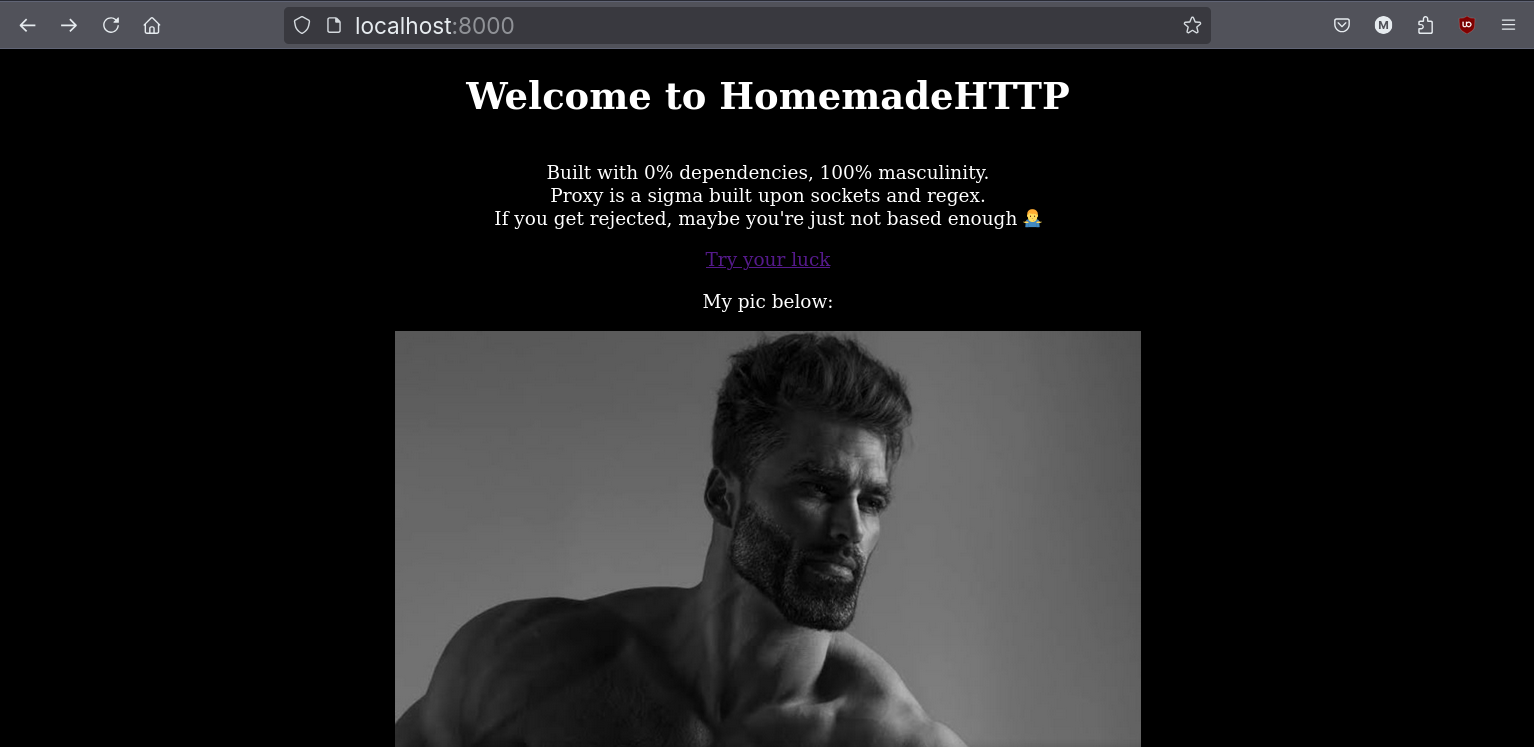 localhost:8000
M
Welcome to HomemadeHTTP
Built with 0% dependencies, 100% masculinity.
Proxy is a sigma built upon sockets and regex.
If you get rejected, maybe you're just not based enough 🤷‍♂️
Try your luck
My pic below: